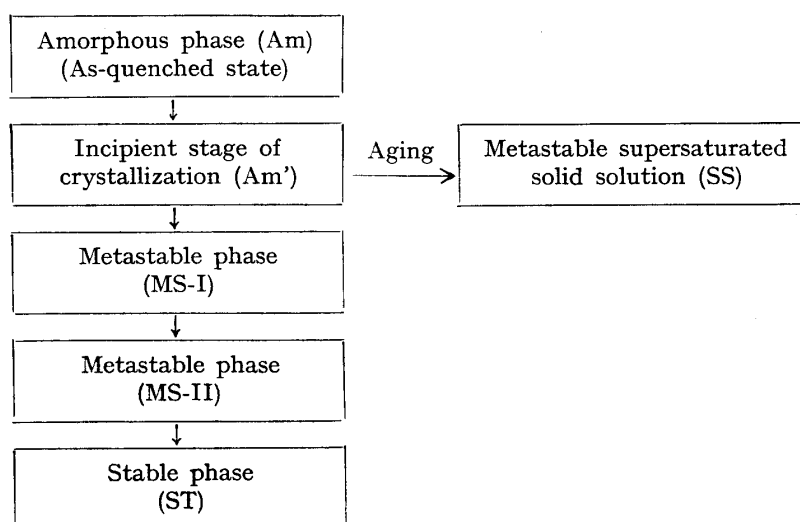 Amorphous phase (Am)
(As-quenched state)
Incipient stage of
crystallization (Am')
Aging
Metastable supersaturated
solid solution (SS)
Metastable phase
(MS-I)
Metastable phase
(MS-II)
Stable phase
(ST)